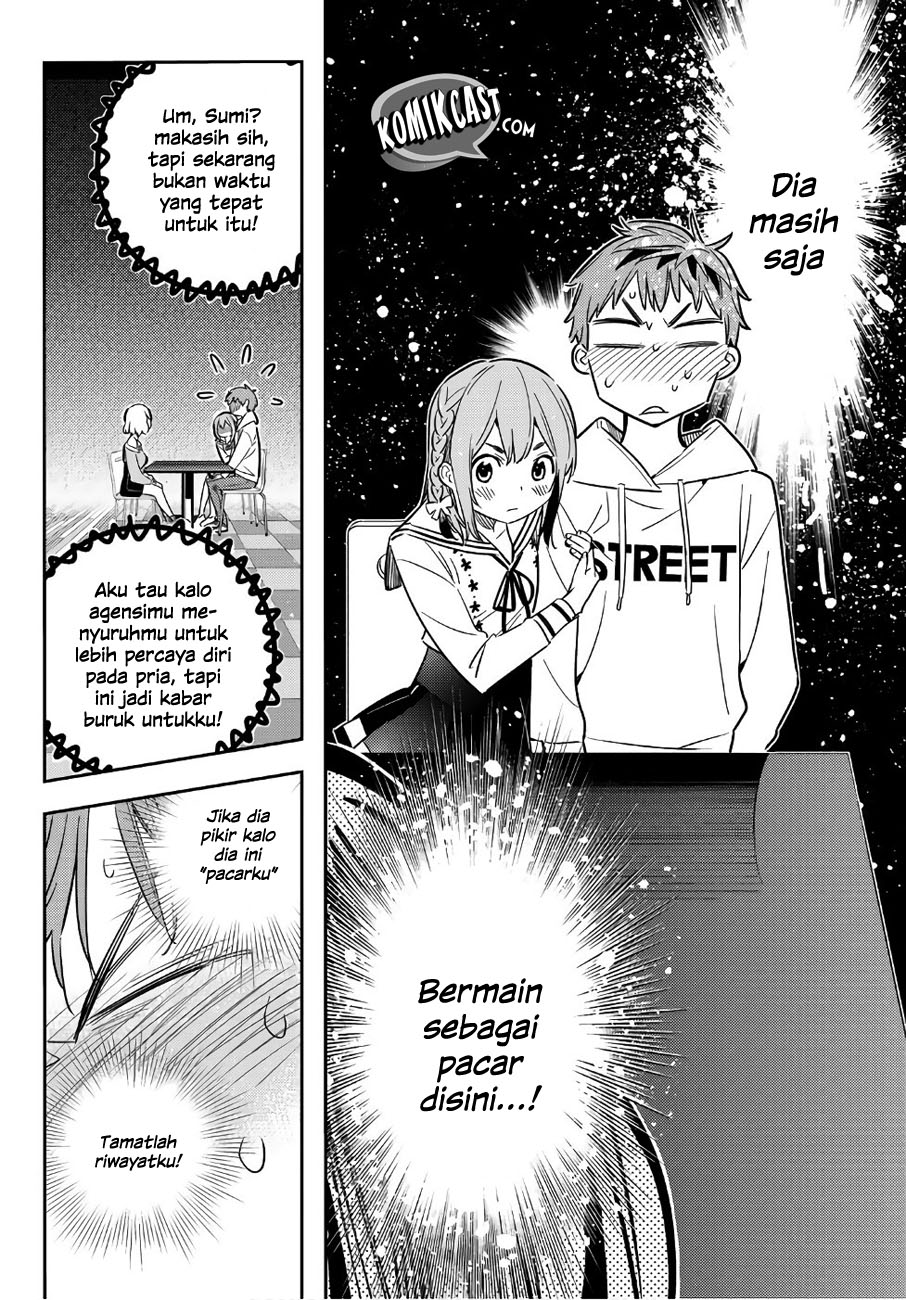 KOMIKCAST
.COM
Dia
masih
saja
STREET
Bermain
sebagai
pacar
disini...!
Um, Sumi?
makasih sih,
tapi sekarang
bukan waktu
yang tepat
untuk itu!
Aku tau kalo
agensimu me-
nyuruhmu untuk
lebih percaya diri
pada pria, tapi
ini jadi kabar
buruk untukku!
Jika dia
pikir kalo
dia ini
"pacarku"
Tamatlah
riwayatku!